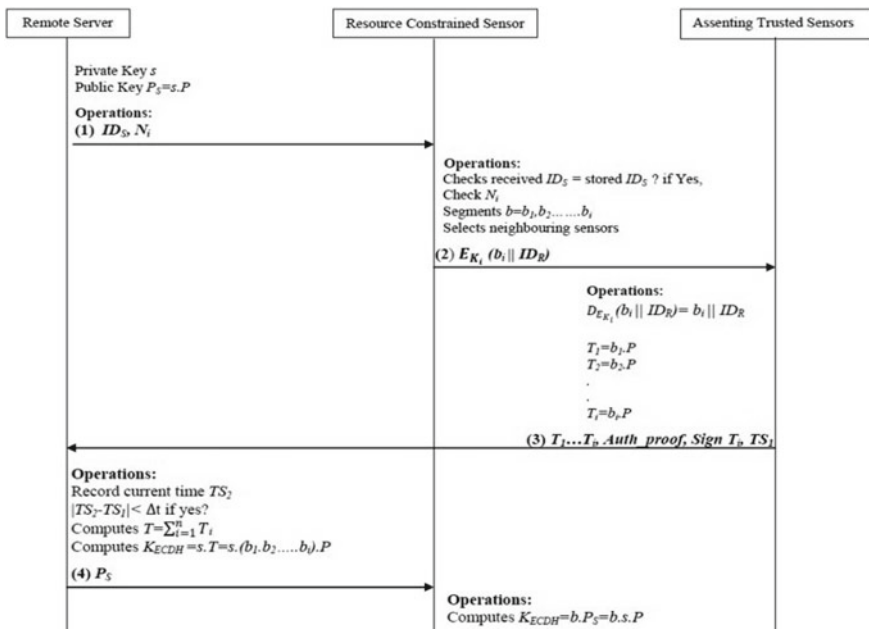 Remote Server
Resource Constrained Sensor
Assenting Trusted Sensors
Private Key s
Public Key P_S=s.P
Operations:
(1) ID_S, N_i
Operations:
Checks received ID_S = stored ID_S ? if Yes,
Check N_i
Segments b=b_1,b_2…….b_i
Selects neighbouring sensors
(2) E_{K_i} (b_i || ID_R)
Operations:
D_{E_{K_i}}(b_i || ID_R)= b_i || ID_R
T_1=b_1.P
T_2=b_2.P
.
.
T_i=b_i.P
(3) T_1…T_i, Auth_proof, Sign T_i, TS_1
Operations:
Record current time TS_2
|TS_2-TS_1|< Δt if yes?
Computes T=∑_{i=1}^{n} T_i
Computes K_{ECDH}=s.T=s.(b_1.b_2…..b_i).P
(4) P_S
Operations:
Computes K_{ECDH}=b.P_S=b.s.P